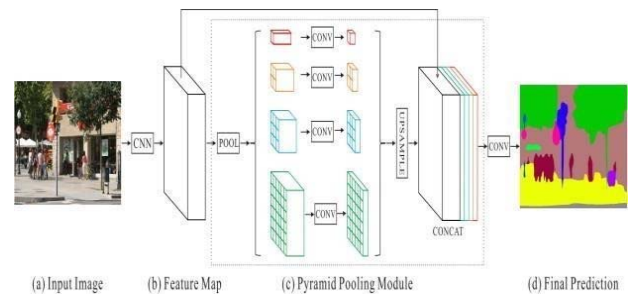 CNN
POOL
CONV
CONV
CONV
CONV
UPSAMPLE
CONCAT
CONV
(a) Input Image
(b) Feature Map
(c) Pyramid Pooling Module
(d) Final Prediction